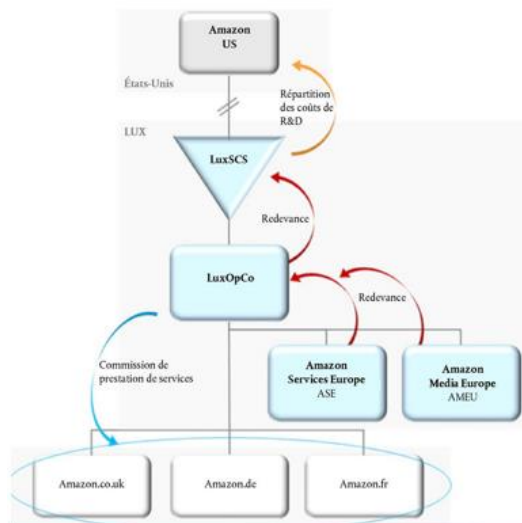 Amazon
US
États-Unis
Répartition
des coûts de
R&D
LUX
LuxSCS
Redevance
LuxOpCo
Redevance
Commission de
prestation de services
Amazon
Services Europe
ASE
Amazon
Media Europe
AMEU
Amazon.co.uk
Amazon.de
Amazon.fr